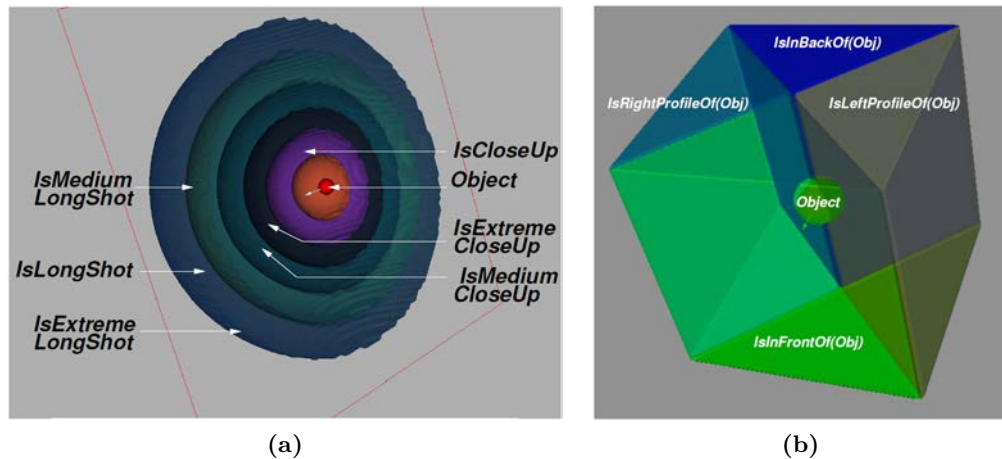 IsCloseUp
Object
IsMedium
LongShot
IsExtreme
CloseUp
IsLongShot
IsMedium
CloseUp
IsExtreme
LongShot
(a)
IsInBackOf(Obj)
IsRightProfileOf(Obj)
IsLeftProfileOf(Obj)
Object
IsInFrontOf(Obj)
(b)